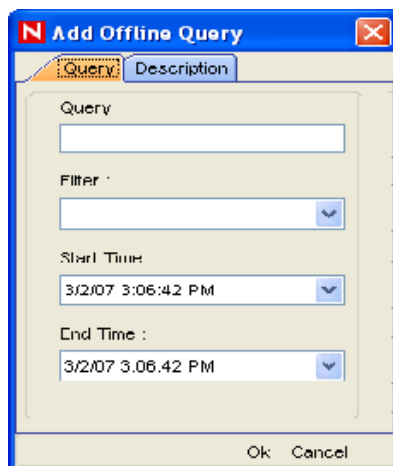 N Add Offline Query
Query Description
Query
Filter :
Start Time
3/2/07 3:06:42 PM
End Time :
3/2/07 3.06.42 PM
Ok Cancel